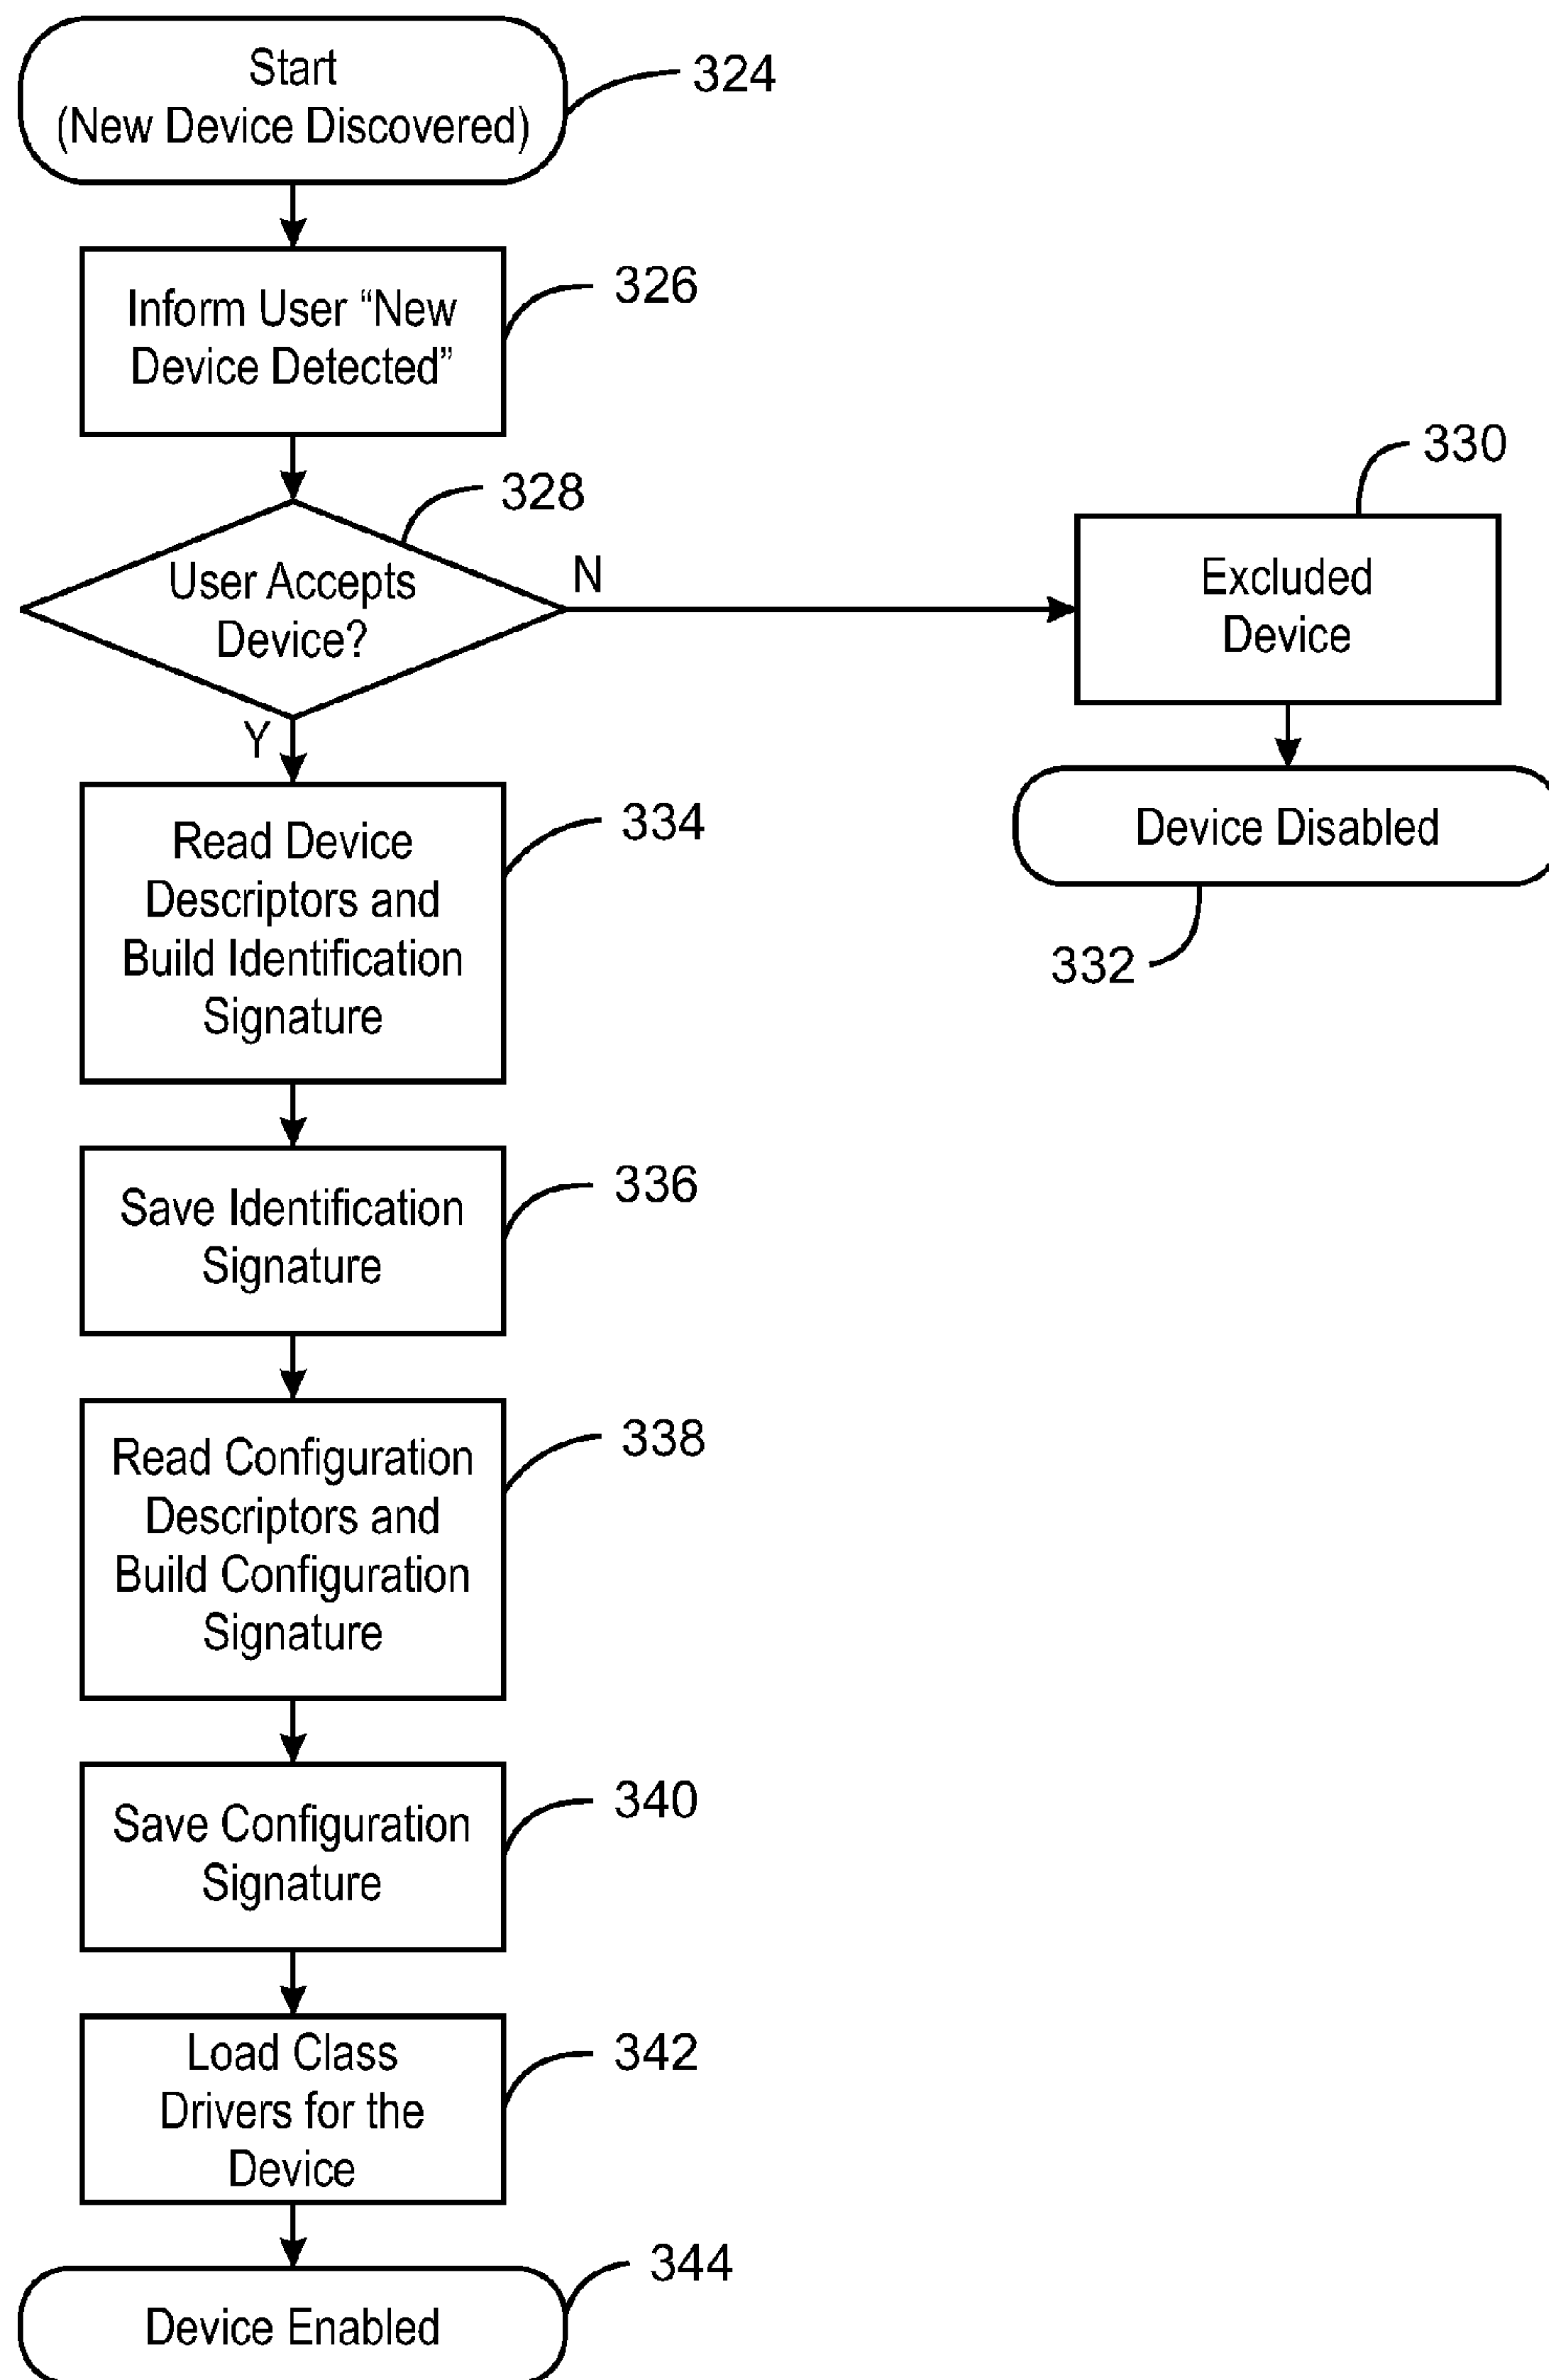 Start
(New Device Discovered)
324
Inform User “New
Device Detected”
326
User Accepts
Device?
328
N
Y
Excluded
Device
330
Device Disabled
332
Read Device
Descriptors and
Build Identification
Signature
334
Save Identification
Signature
336
Read Configuration
Descriptors and
Build Configuration
Signature
338
Save Configuration
Signature
340
Load Class
Drivers for the
Device
342
Device Enabled
344